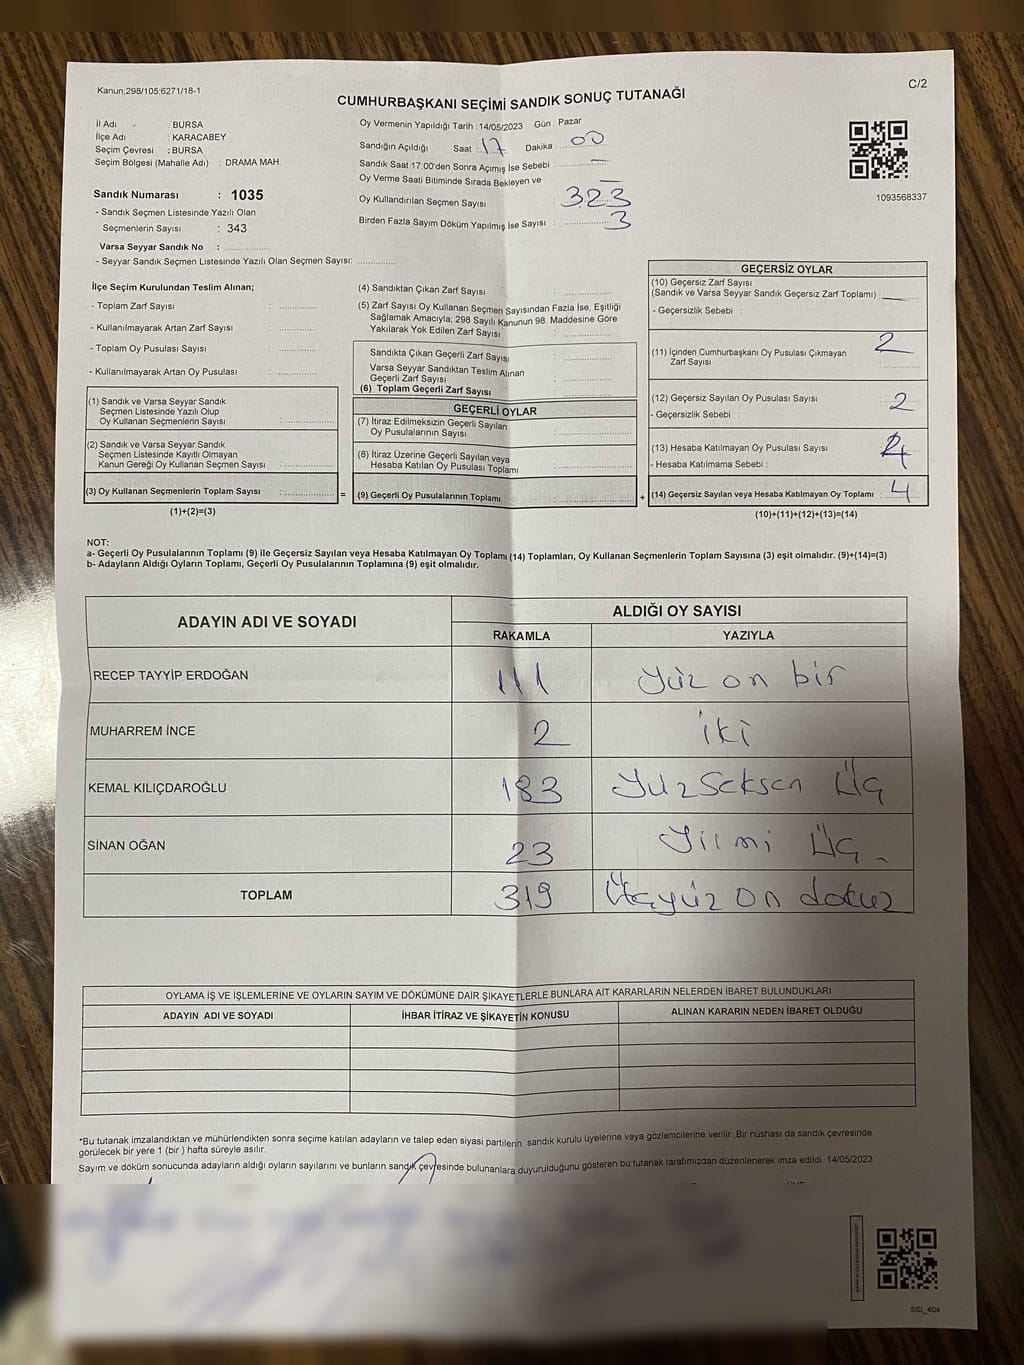 Kanun,298/105;6271/18-1
C/2
CUMHURBAŞKANI SEÇİMİ SANDIK SONUÇ TUTANAĞI
İl Adı : BURSA
İlçe Adı : KARACABEY
Seçim Çevresi : BURSA
Seçim Bölgesi (Mahalle Adı) : DRAMA MAH.
Oy Vermenin Yapıldığı Tarih :14/05/2023 Gün : Pazar
Sandığın Açıldığı Saat : 17 Dakika : 00
Sandık Saat 17:00'den Sonra Açımış İse Sebebi : —
Oy Verme Saati Bitiminde Sırada Bekleyen ve —
Oy Kullandırılan Seçmen Sayısı : 323
Birden Fazla Sayım Döküm Yapılmış İse Sayısı : 3
1093568337
Sandık Numarası : 1035
- Sandık Seçmen Listesinde Yazılı Olan
Seçmenlerin Sayısı : 343
Varsa Seyyar Sandık No :
- Seyyar Sandık Seçmen Listesinde Yazılı Olan Seçmen Sayısı:
İlçe Seçim Kurulundan Teslim Alınan;
- Toplam Zarf Sayısı :
- Kullanılmayarak Artan Zarf Sayısı :
- Toplam Oy Pusulası Sayısı :
- Kullanılmayarak Artan Oy Pusulası :
(1) Sandık ve Varsa Seyyar Sandık
Seçmen Listesinde Yazılı Olup
Oy Kullanan Seçmenlerin Sayısı :
(2) Sandık ve Varsa Seyyar Sandık
Seçmen Listesinde Kayıtlı Olmayan
Kanun Gereği Oy Kullanan Seçmen Sayısı :
(3) Oy Kullanan Seçmenlerin Toplam Sayısı : =
(1)+(2)=(3)
(4) Sandıktan Çıkan Zarf Sayısı :
(5) Zarf Sayısı Oy Kullanan Seçmen Sayısından Fazla İse, Eşitliği
Sağlamak Amacıyla; 298 Sayılı Kanunun 98. Maddesine Göre
Yakılarak Yok Edilen Zarf Sayısı :
Sandıkta Çıkan Geçerli Zarf Sayısı :
Varsa Seyyar Sandıktan Teslim Alınan
Geçerli Zarf Sayısı :
(6) Toplam Geçerli Zarf Sayısı :
GEÇERLİ OYLAR
(7) İtiraz Edilmeksizin Geçerli Sayılan
Oy Pusulalarının Sayısı :
(8) İtiraz Üzerine Geçerli Sayılan veya
Hesaba Katılan Oy Pusulası Toplamı :
(9) Geçerli Oy Pusulalarının Toplamı : +
GEÇERSİZ OYLAR
(10) Geçersiz Zarf Sayısı
(Sandık ve Varsa Seyyar Sandık Geçersiz Zarf Toplamı) : —
- Geçersizlik Sebebi :
(11) İçinden Cumhurbaşkanı Oy Pusulası Çıkmayan
Zarf Sayısı : 2
(12) Geçersiz Sayılan Oy Pusulası Sayısı : 2
- Geçersizlik Sebebi :
(13) Hesaba Katılmayan Oy Pusulası Sayısı :
- Hesaba Katılmama Sebebi :
(14) Geçersiz Sayılan veya Hesaba Katılmayan Oy Toplamı : 4
(10)+(11)+(12)+(13)=(14)
NOT:
a- Geçerli Oy Pusulalarının Toplamı (9) ile Geçersiz Sayılan veya Hesaba Katılmayan Oy Toplamı (14) Toplamları, Oy Kullanan Seçmenlerin Toplam Sayısına (3) eşit olmalıdır. (9)+(14)=(3)
b- Adayların Aldığı Oyların Toplamı, Geçerli Oy Pusulalarının Toplamına (9) eşit olmalıdır.
ADAYIN ADI VE SOYADI
ALDIĞI OY SAYISI
RAKAMLA YAZIYLA
RECEP TAYYİP ERDOĞAN 111 Yüz on bir
MUHARREM İNCE 2 iki
KEMAL KILIÇDAROĞLU 183 Yuzseksen Üç
SİNAN OĞAN 23 Yirmi Üç.
TOPLAM 319 Üçyüz on dokuz
OYLAMA İŞ VE İŞLEMLERİNE VE OYLARIN SAYIM VE DÖKÜMÜNE DAİR ŞİKAYETLERLE BUNLARA AİT KARARLARIN NELERDEN İBARET BULUNDUKLARI
ADAYIN ADI VE SOYADI İHBAR İTİRAZ VE ŞİKAYETİN KONUSU ALINAN KARARIN NEDEN İBARET OLDUĞU
*Bu tutanak imzalandıktan ve mühürlendikten sonra seçime katılan adayların ve talep eden siyasi partilerin sandık kurulu üyelerine veya gözlemcilerine verilir. Bir nüshası da sandık çevresinde
görülecek bir yere 1 (bir ) hafta süreyle asılır.
Sayım ve döküm sonucunda adayların aldığı oyların sayılarını ve bunların sandık çevresinde bulunanlara duyurulduğunu gösteren bu tutanak tarafımızdan düzenlenerek imza edildi. 14/05/2023
SSI_404